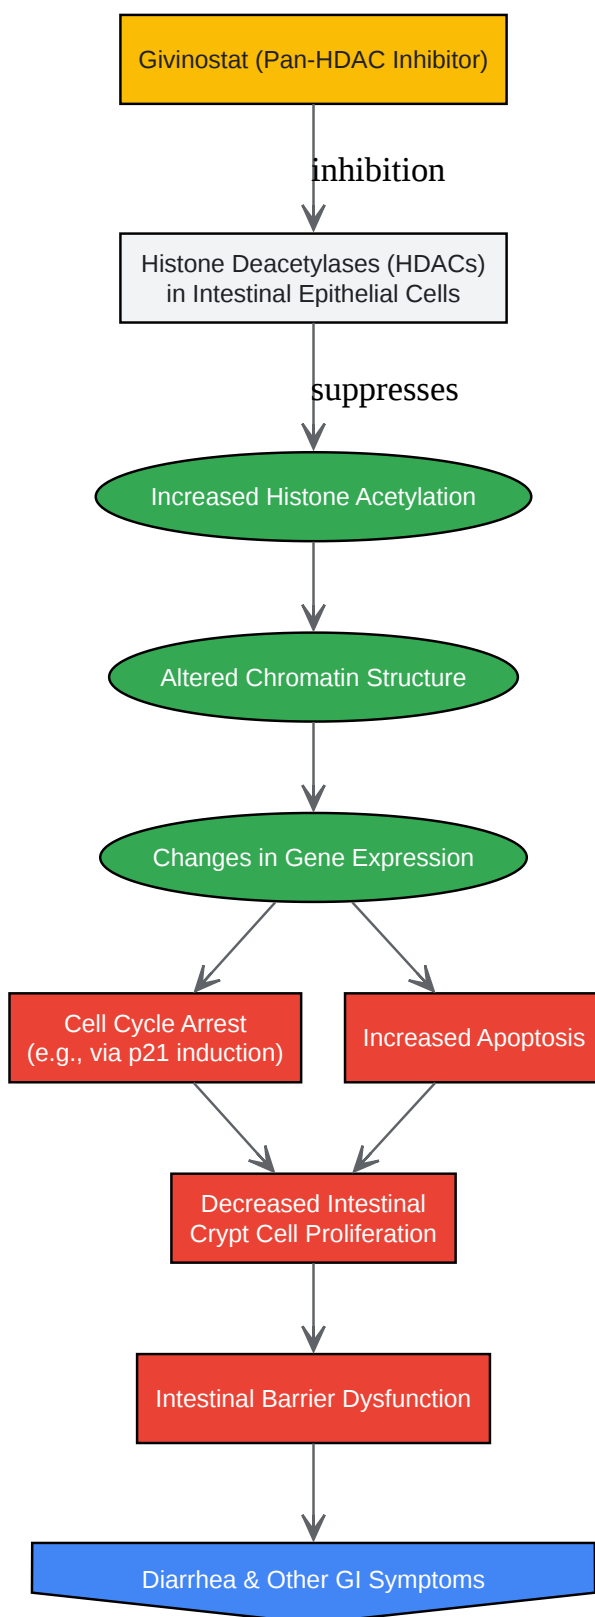 Givinostat (Pan-HDAC Inhibitor)
inhibition
Histone Deacetylases (HDACs)
in Intestinal Epithelial Cells
suppresses
Increased Histone Acetylation
Altered Chromatin Structure
Changes in Gene Expression
Cell Cycle Arrest
(e.g., via p21 induction)
Increased Apoptosis
Decreased Intestinal
Crypt Cell Proliferation
Intestinal Barrier Dysfunction
Diarrhea & Other GI Symptoms